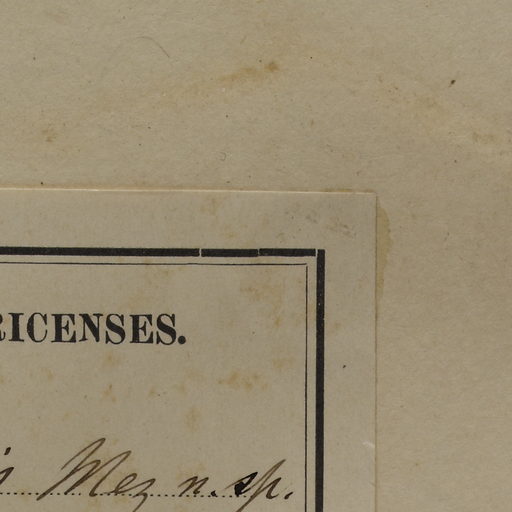 RICENSES.
s Mez n. sp.